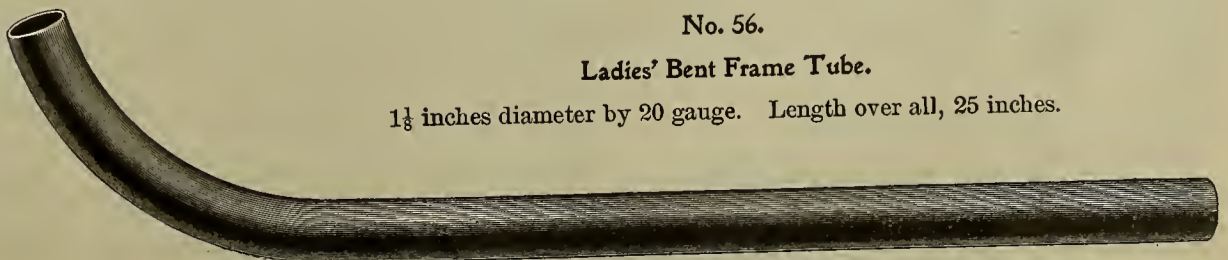 No. 56.
Ladies' Bent Frame Tube.
1⅛ inches diameter by 20 gauge. Length over all, 25 inches.